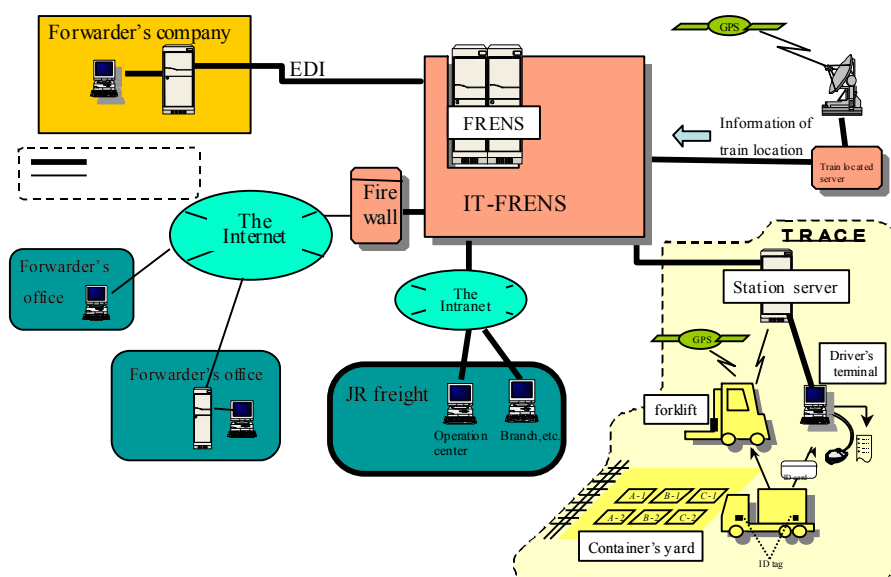 Forwarder's company
EDI
FRENS
IT-FRENS
GPS
Information of
train location
Train located
server
Fire
wall
The
Internet
Forwarder's
office
Forwarder's office
The
Intranet
JR freight
Operation
center
Branch,etc.
TRACE
Station server
GPS
Driver's
terminal
forklift
ID card
A-1 B-1 C-1
A-2 B-2 C-2
Container's yard
ID tag